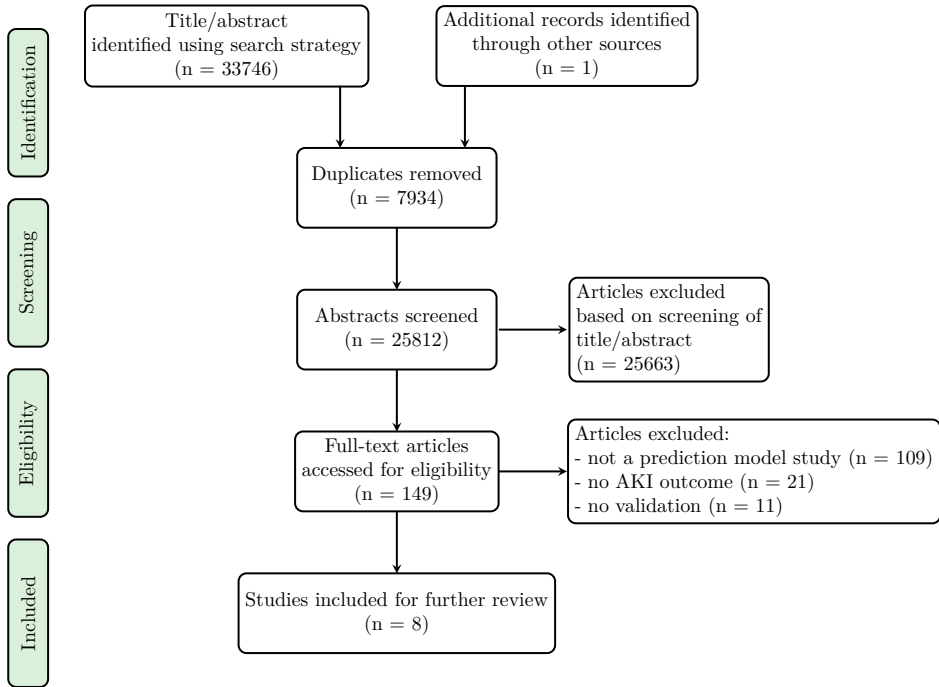 Identification
Title/abstract
identified using search strategy
(n = 33746)
Additional records identified
through other sources
(n = 1)
Duplicates removed
(n = 7934)
Screening
Abstracts screened
(n = 25812)
Articles excluded
based on screening of
title/abstract
(n = 25663)
Eligibility
Full-text articles
accessed for eligibility
(n = 149)
Articles excluded:
- not a prediction model study (n = 109)
- no AKI outcome (n = 21)
- no validation (n = 11)
Included
Studies included for further review
(n = 8)